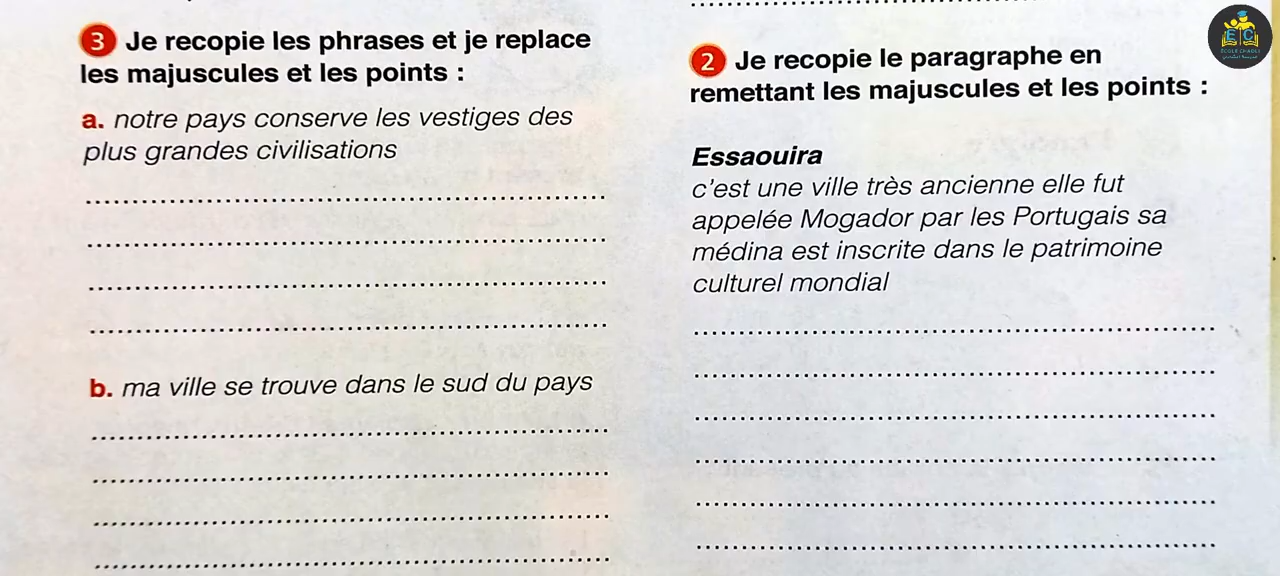 3 Je recopie les phrases et je replace
les majuscules et les points :
a. notre pays conserve les vestiges des
plus grandes civilisations
b. ma ville se trouve dans le sud du pays
2 Je recopie le paragraphe en
remettant les majuscules et les points :
Essaouira
c'est une ville très ancienne elle fut
appelée Mogador par les Portugais sa
médina est inscrite dans le patrimoine
culturel mondial
E C